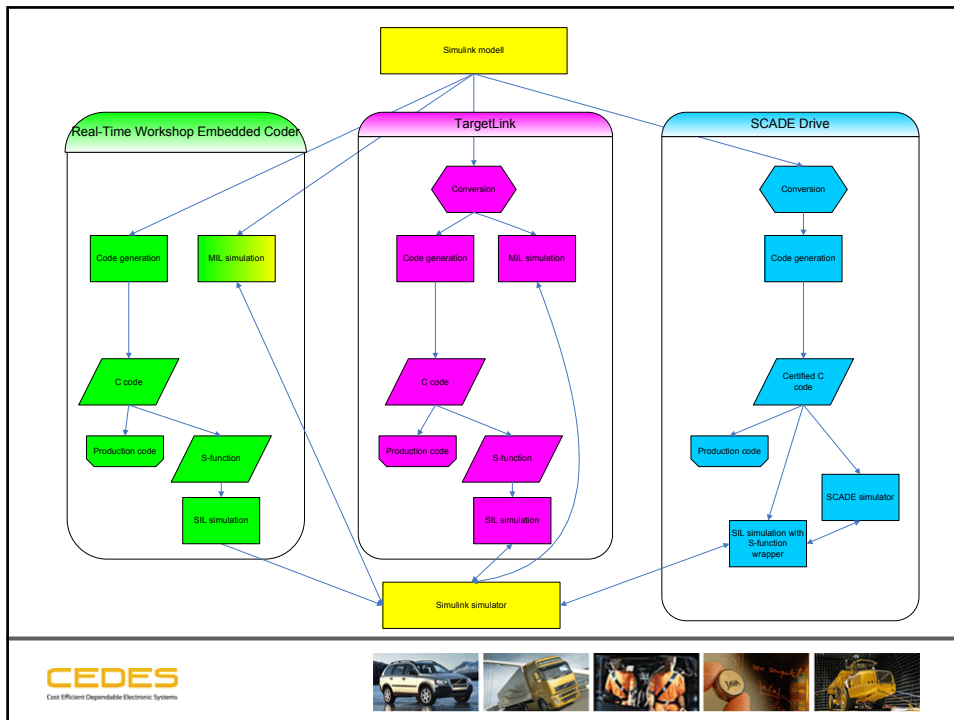 Simulink modell
Real-Time Workshop Embedded Coder
TargetLink
SCADE Drive
Conversion
Conversion
Code generation
MIL simulation
Code generation
MIL simulation
Code generation
C code
C code
Certified C
code
Production code
S-function
Production code
S-function
Production code
SCADE simulator
SIL simulation
SIL simulation
SIL simulation with
S-function
wrapper
Simulink simulator
CEDES
Cost Efficient Dependable Electronic Systems
JAVA